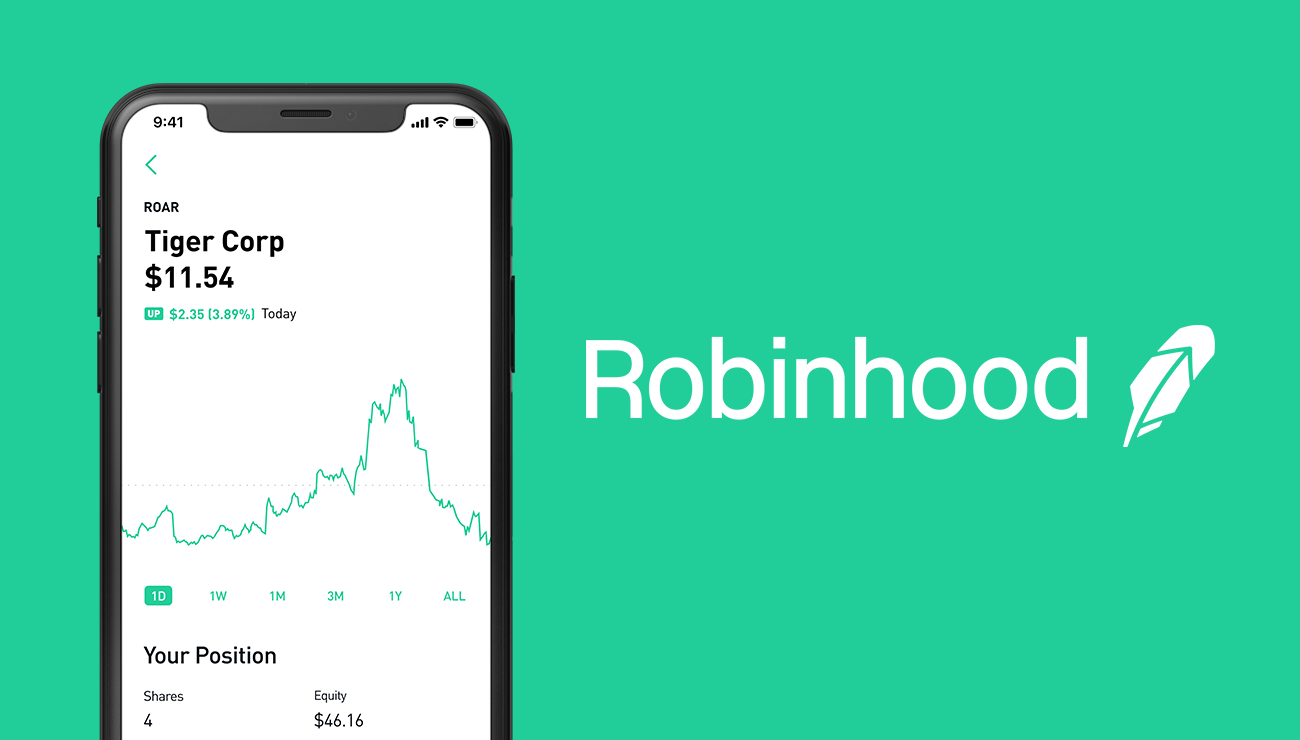 9:41
ROAR
Tiger Corp
$11.54
UP $2.35 (3.89%) Today
1D 1W 1M 3M 1Y ALL
Your Position
Shares Equity
4 $46.16
Robinhood